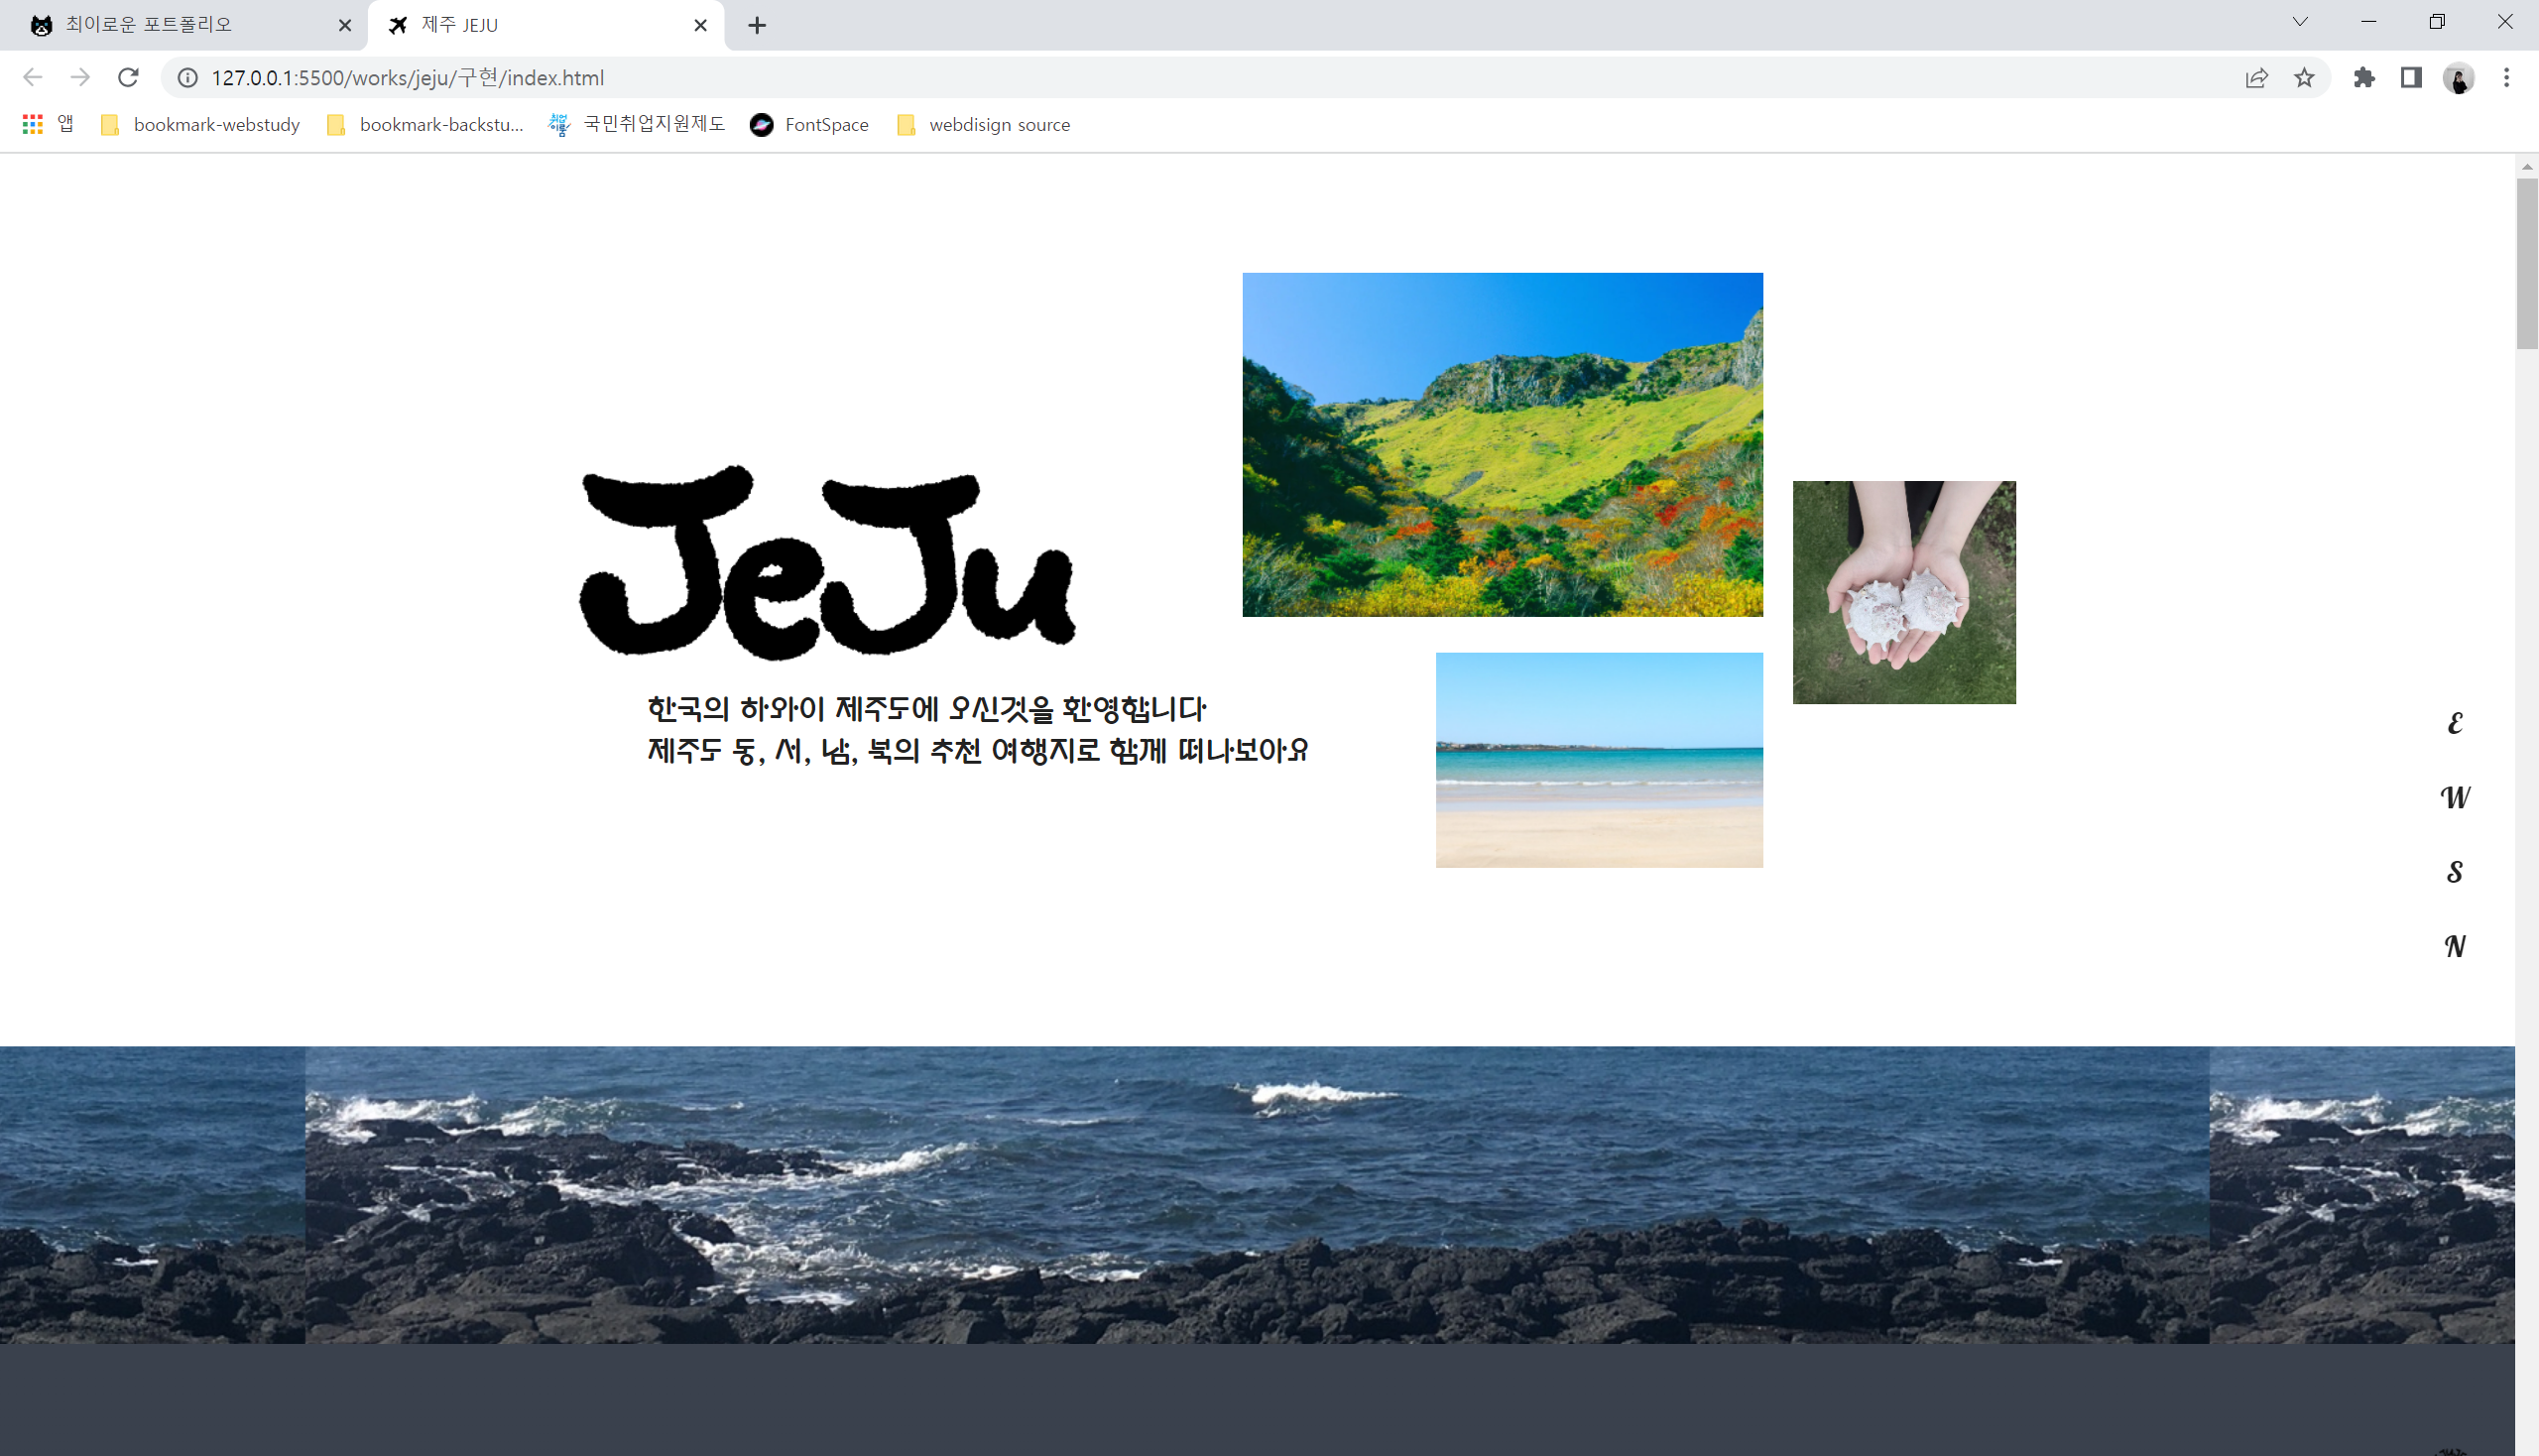 최이로운 포트폴리오
제주 JEJU
127.0.0.1:5500/works/jeju/구현/index.html
앱
bookmark-webstudy
bookmark-backstu...
취업이룸
국민취업지원제도
FontSpace
webdisign source
JeJu
한국의 하와이 제주도에 오신것을 환영합니다
제주도 동, 서, 남, 북의 추천 여행지로 함께 떠나보아요
E
W
S
N